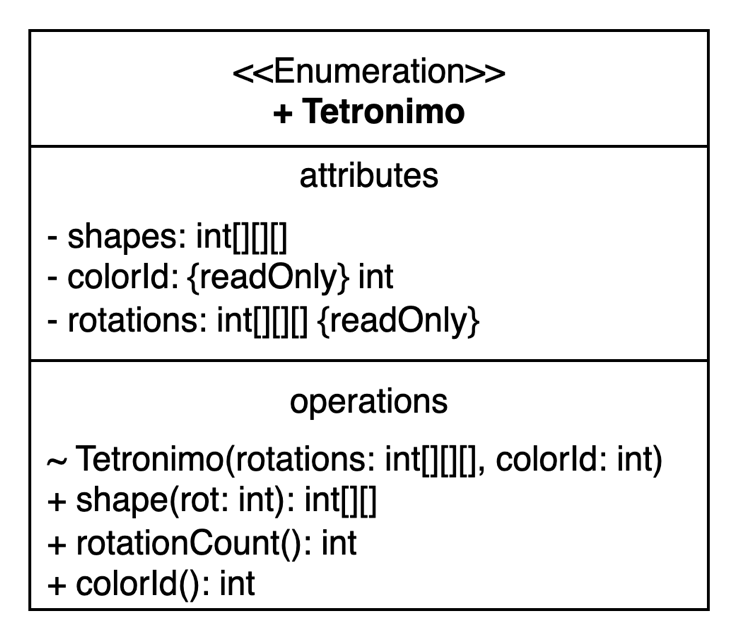 <<Enumeration>>
+ Tetronimo
attributes
- shapes: int[][][]
- colorId: {readOnly} int
- rotations: int[][][] {readOnly}
operations
~ Tetronimo(rotations: int[][][], colorId: int)
+ shape(rot: int): int[][]
+ rotationCount(): int
+ colorId(): int